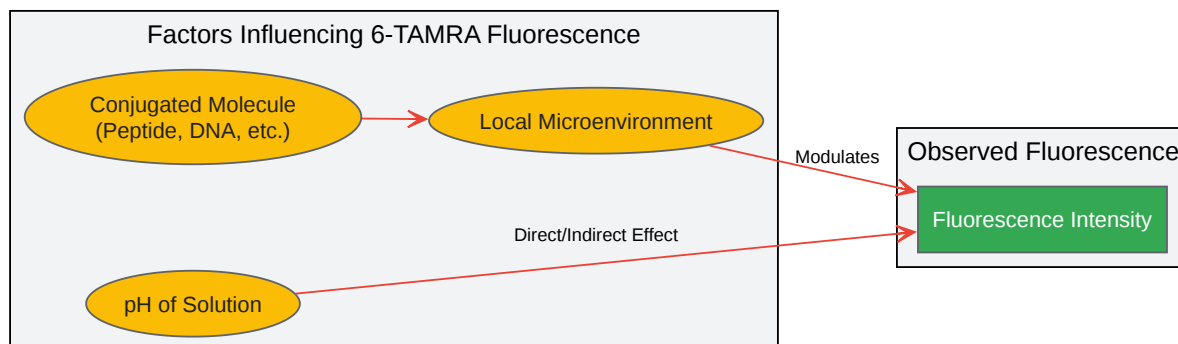 Factors Influencing 6-TAMRA Fluorescence
Conjugated Molecule
(Peptide, DNA, etc.)
Local Microenvironment
Modulates
Observed Fluorescence
Fluorescence Intensity
Direct/Indirect Effect
pH of Solution